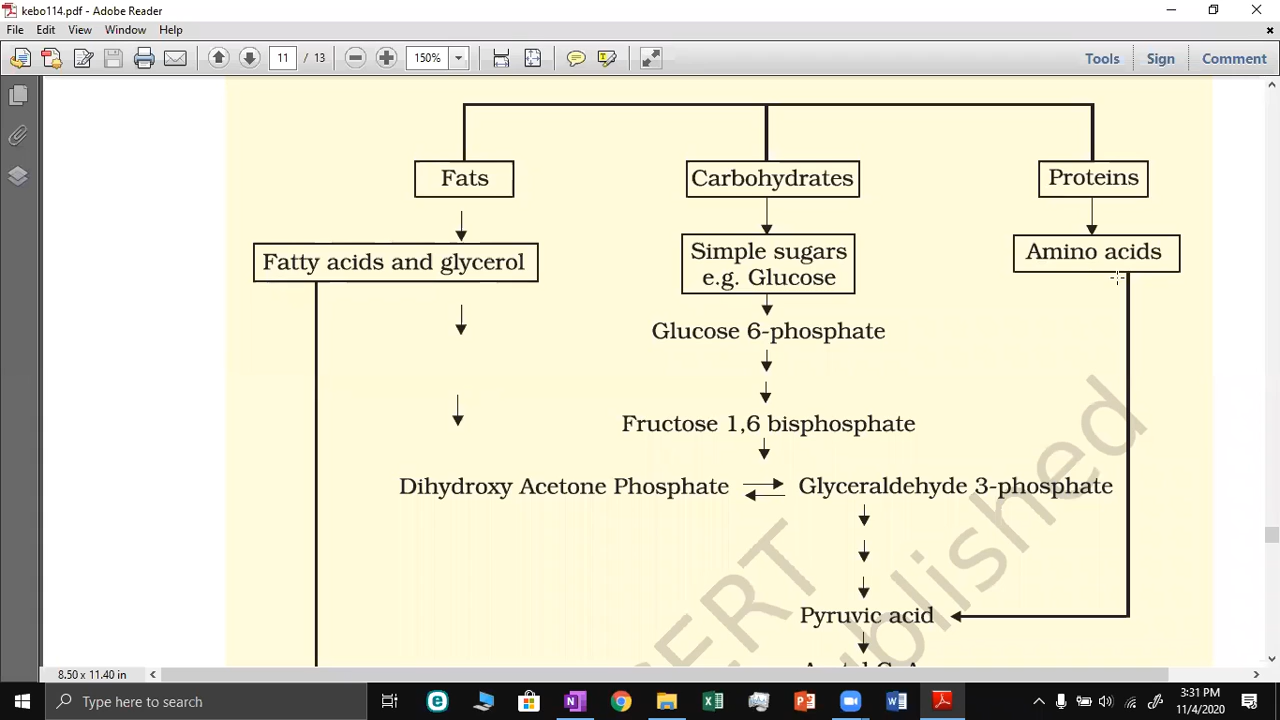 kebo114.pdf - Adobe Reader
File Edit View Window Help
11 / 13 150% Tools Sign Comment
Fats Carbohydrates Proteins
Fatty acids and glycerol
Simple sugars
e.g. Glucose
Amino acids
Glucose 6-phosphate
Fructose 1,6 bisphosphate
Dihydroxy Acetone Phosphate Glyceraldehyde 3-phosphate
Pyruvic acid
8.50 x 11.40 in
Type here to search
3:31 PM
11/4/2020